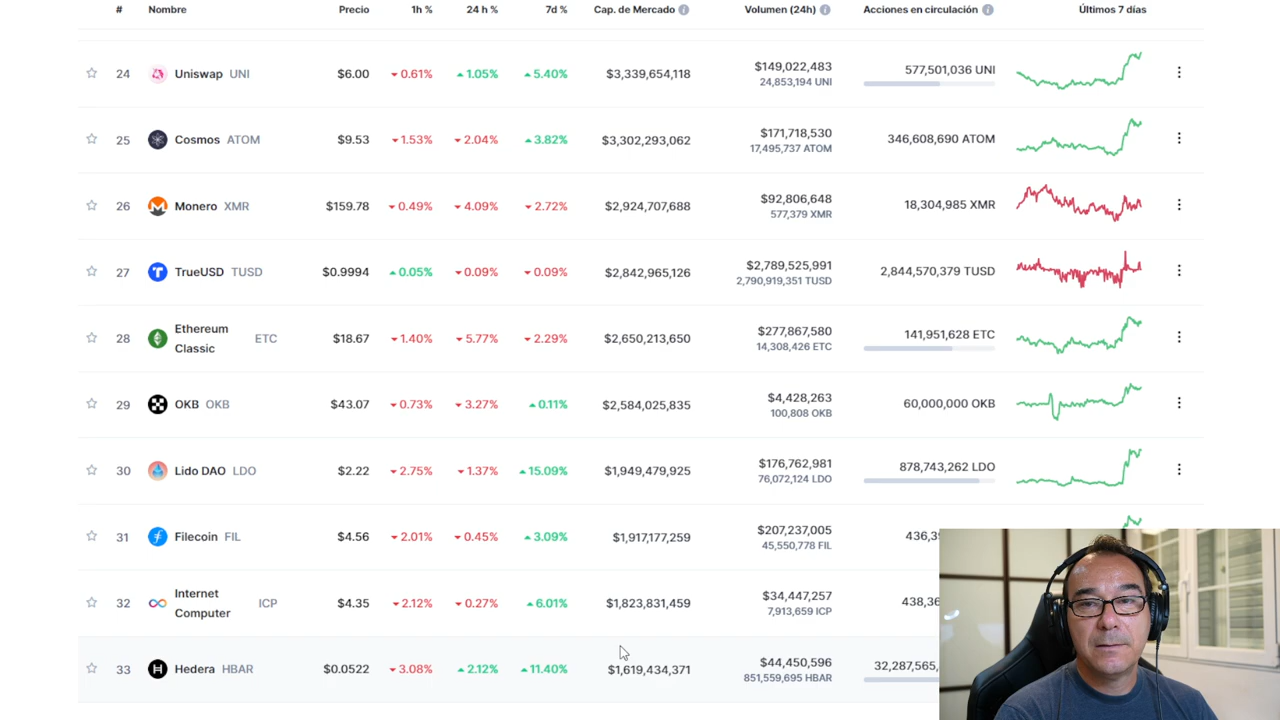 # Nombre Precio 1h % 24 h % 7d % Cap. de Mercado Volumen (24h) Acciones en circulación Últimos 7 días
24 Uniswap UNI $6.00 0.61% 1.05% 5.40% $3,339,654,118 $149,022,483 577,501,036 UNI
24,853,194 UNI
25 Cosmos ATOM $9.53 1.53% 2.04% 3.82% $3,302,293,062 $171,718,530 346,608,690 ATOM
17,495,737 ATOM
26 Monero XMR $159.78 0.49% 4.09% 2.72% $2,924,707,688 $92,806,648 18,304,985 XMR
577,379 XMR
27 TrueUSD TUSD $0.9994 0.05% 0.09% 0.09% $2,842,965,126 $2,789,525,991 2,844,570,379 TUSD
2,790,919,351 TUSD
28 Ethereum Classic ETC $18.67 1.40% 5.77% 2.29% $2,650,213,650 $277,867,580 141,951,628 ETC
14,308,426 ETC
29 OKB OKB $43.07 0.73% 3.27% 0.11% $2,584,025,835 $4,428,263 60,000,000 OKB
100,808 OKB
30 Lido DAO LDO $2.22 2.75% 1.37% 15.09% $1,949,479,925 $176,762,981 878,743,262 LDO
76,072,124 LDO
31 Filecoin FIL $4.56 2.01% 0.45% 3.09% $1,917,177,259 $207,237,005 436,3
45,550,778 FIL
32 Internet Computer ICP $4.35 2.12% 0.27% 6.01% $1,823,831,459 $34,447,257 438,36
7,913,659 ICP
33 Hedera HBAR $0.0522 3.08% 2.12% 11.40% $1,619,434,371 $44,450,596 32,287,565,
851,559,695 HBAR